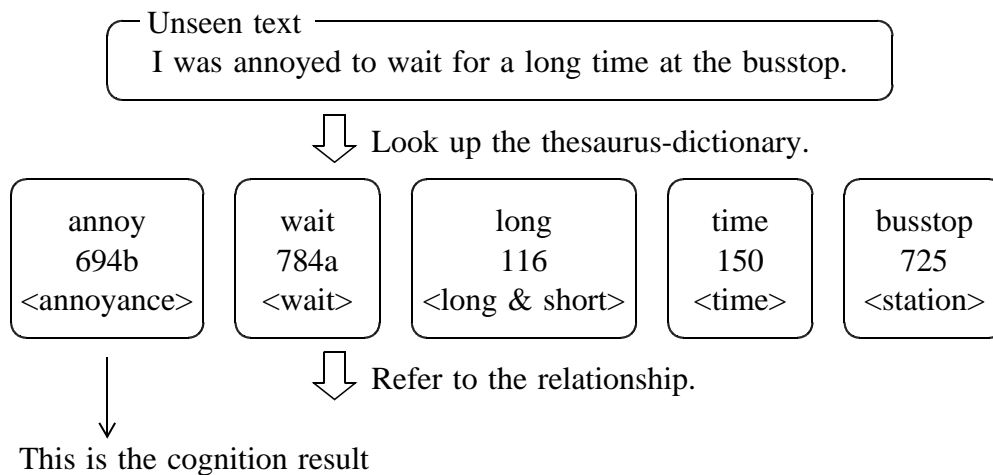 Unseen text
I was annoyed to wait for a long time at the busstop.
Look up the thesaurus-dictionary.
annoy wait long time busstop
694b 784a 116 150 725
<annoyance> <wait> <long & short> <time> <station>
Refer to the relationship.
This is the cognition result